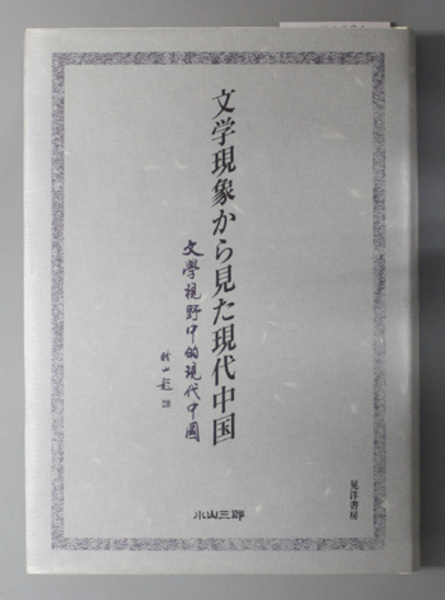 文学現象から見た現代中国
文學視野中的現代中國
小山三郎
晃洋書房